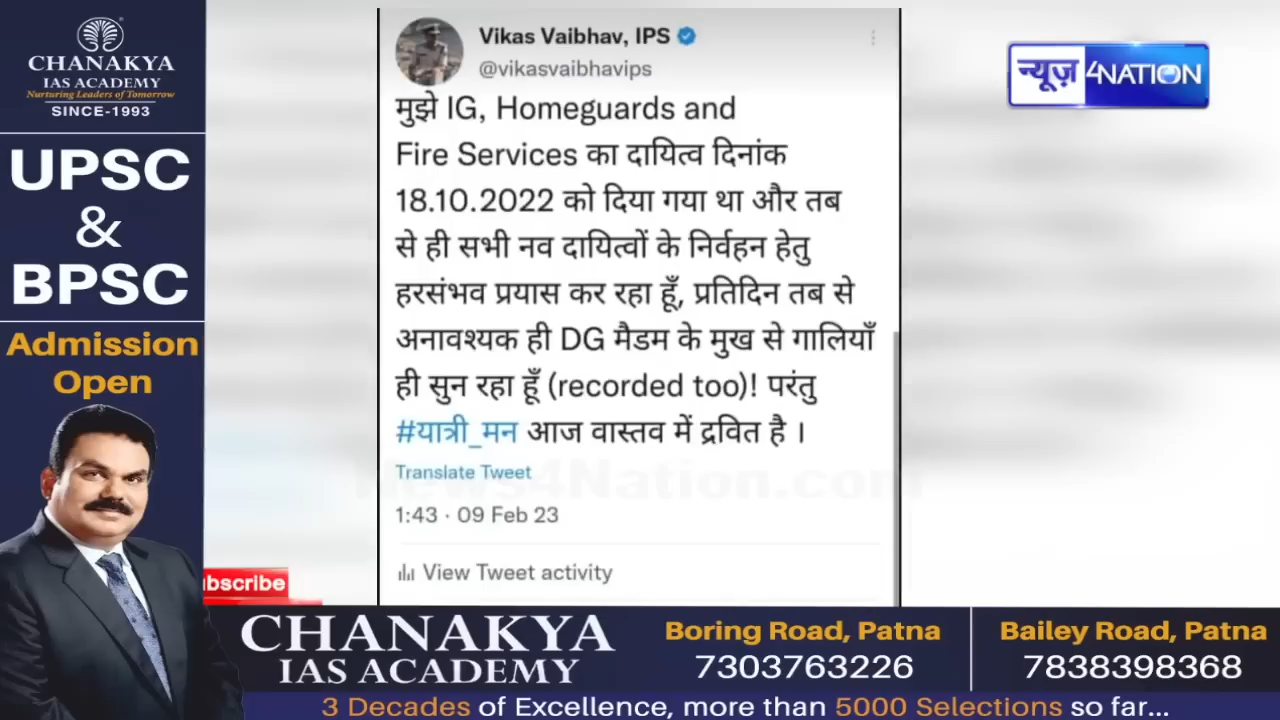 CHANAKYA
IAS ACADEMY
Nurturing Leaders of Tomorrow
SINCE-1993
UPSC
&
BPSC
Admission
Open
Vikas Vaibhav, IPS
@vikasvaibhavips
मुझे IG, Homeguards and
Fire Services का दायित्व दिनांक
18.10.2022 को दिया गया था और तब
से ही सभी नव दायित्वों के निर्वहन हेतु
हरसंभव प्रयास कर रहा हूँ, प्रतिदिन तब से
अनावश्यक ही DG मैडम के मुख से गालियाँ
ही सुन रहा हूँ (recorded too)! परंतु
#यात्री_मन आज वास्तव में द्रवित है ।
Translate Tweet
News4Nation.com
1:43 · 09 Feb 23
View Tweet activity
न्यूज़ 4NATION
ubscribe
CHANAKYA
IAS ACADEMY
Boring Road, Patna
7303763226
Bailey Road, Patna
7838398368
3 Decades of Excellence, more than 5000 Selections so far...